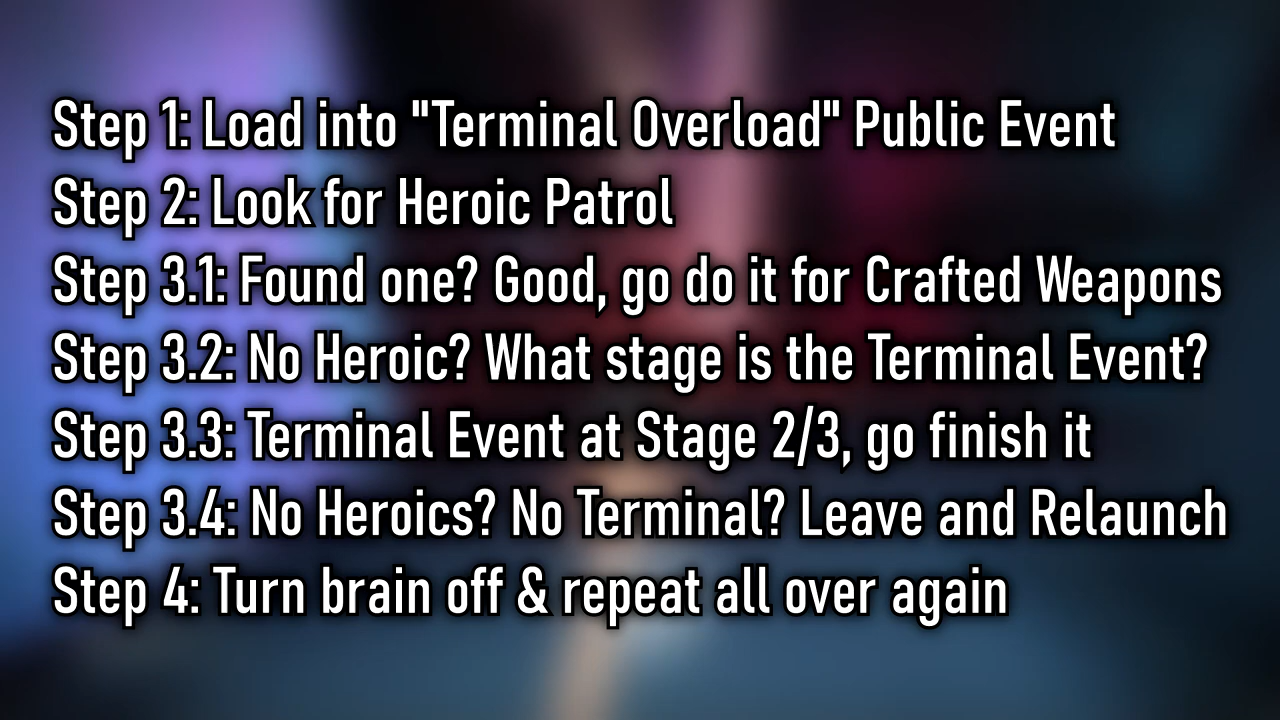 Step 1: Load into "Terminal Overload" Public Event
Step 2: Look for Heroic Patrol
Step 3.1: Found one? Good, go do it for Crafted Weapons
Step 3.2: No Heroic? What stage is the Terminal Event?
Step 3.3: Terminal Event at Stage 2/3, go finish it
Step 3.4: No Heroics? No Terminal? Leave and Relaunch
Step 4: Turn brain off & repeat all over again